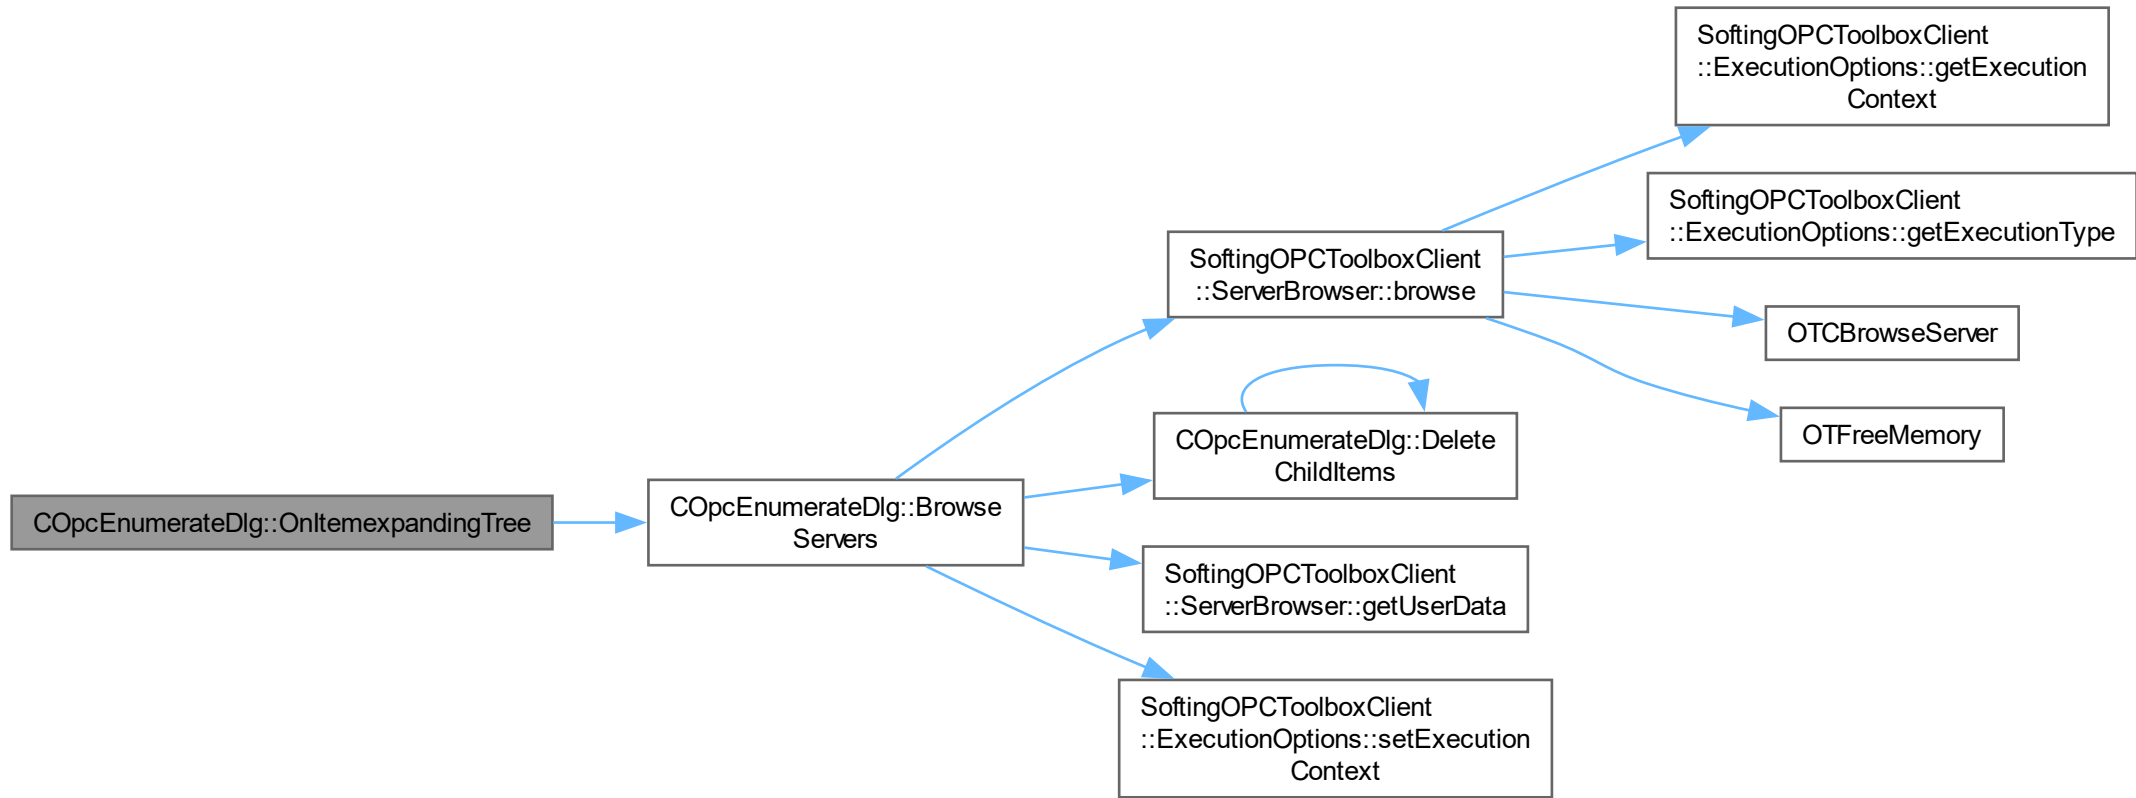 COpcEnumerateDlg::OnItemexpandingTree
COpcEnumerateDlg::Browse
Servers
SoftingOPCToolboxClient
::ServerBrowser::browse
SoftingOPCToolboxClient
::ExecutionOptions::getExecution
Context
SoftingOPCToolboxClient
::ExecutionOptions::getExecutionType
OTCBrowseServer
OTFreeMemory
COpcEnumerateDlg::Delete
ChildItems
SoftingOPCToolboxClient
::ServerBrowser::getUserData
SoftingOPCToolboxClient
::ExecutionOptions::setExecution
Context